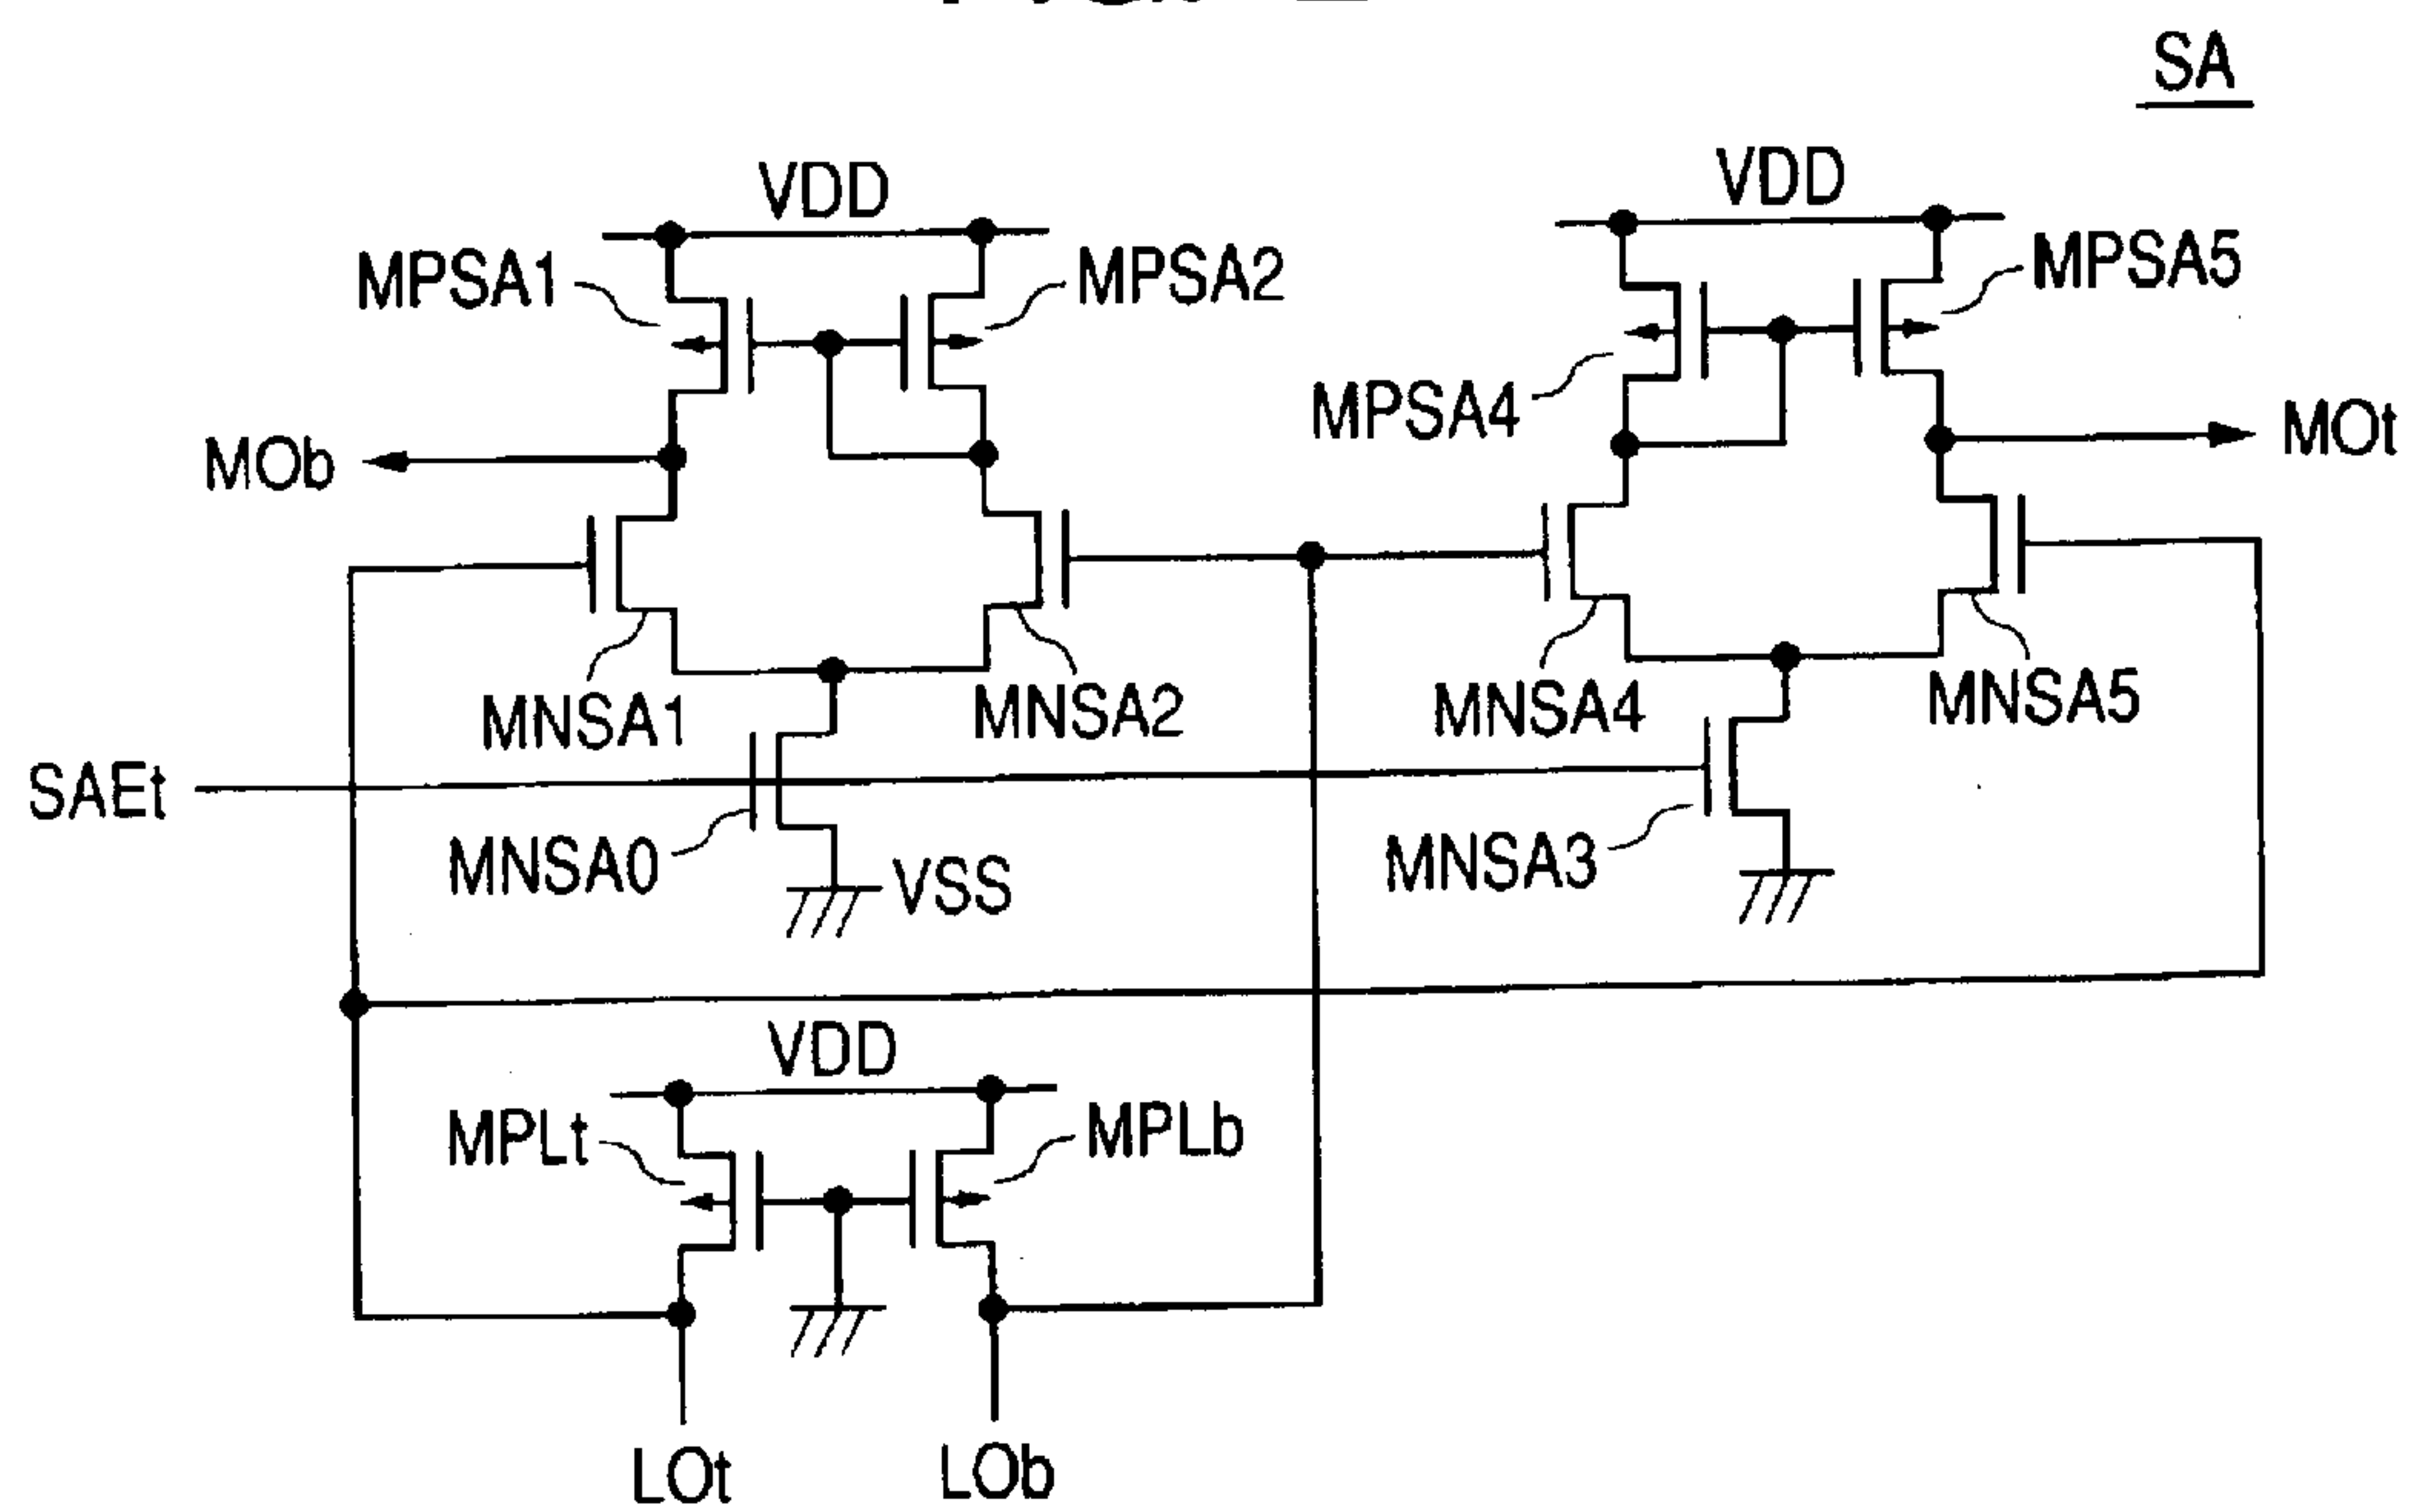 SA
VDD
VDD
MPSA1
MPSA2
MPSA5
MPSA4
MOb
MOt
MNSA1
MNSA2
MNSA4
MNSA5
SAEt
MNSA0
VSS
MNSA3
VDD
MPLt
MPLb
LOt
LOb